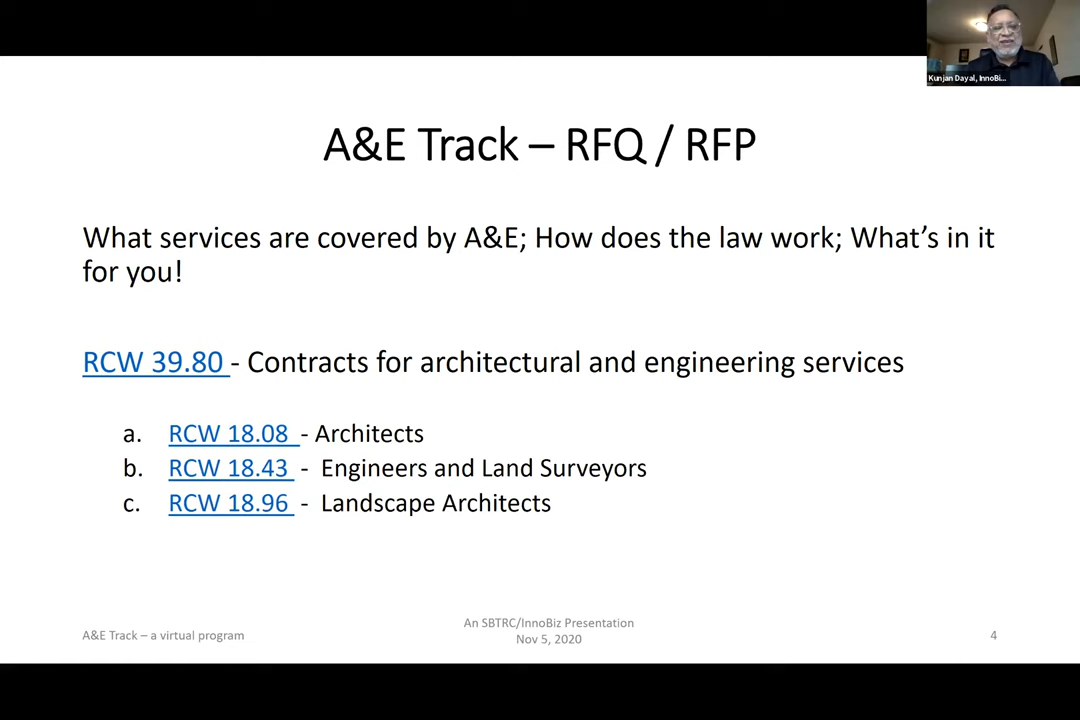 Kunjan Dayal, InnoBi...
A&E Track – RFQ / RFP
What services are covered by A&E; How does the law work; What’s in it
for you!
RCW 39.80 - Contracts for architectural and engineering services
a. RCW 18.08 - Architects
b. RCW 18.43 - Engineers and Land Surveyors
c. RCW 18.96 - Landscape Architects
An SBTRC/InnoBiz Presentation
A&E Track – a virtual program
Nov 5, 2020
4